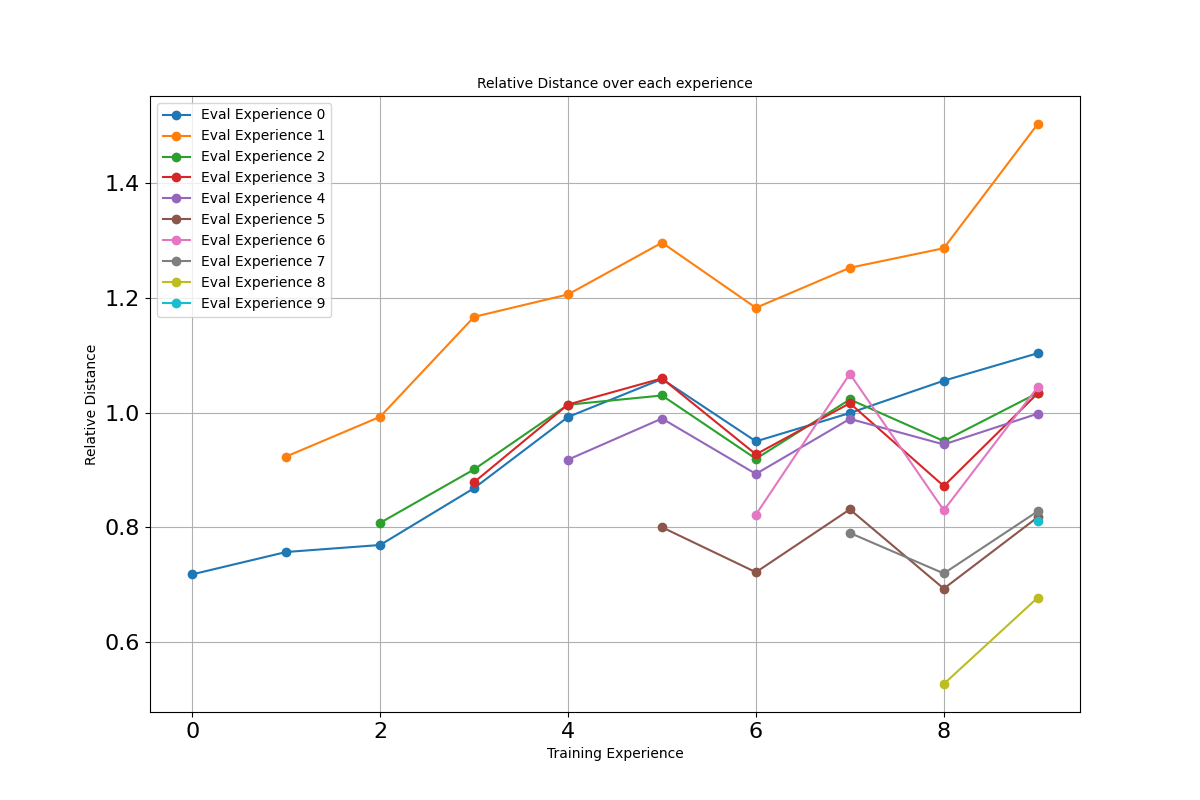 Relative Distance over each experience
Eval Experience 0
Eval Experience 1
Eval Experience 2
Eval Experience 3
Eval Experience 4
Eval Experience 5
Eval Experience 6
Eval Experience 7
Eval Experience 8
Eval Experience 9
1.4
1.2
1.0
0.8
0.6
Relative Distance
0 2 4 6 8
Training Experience